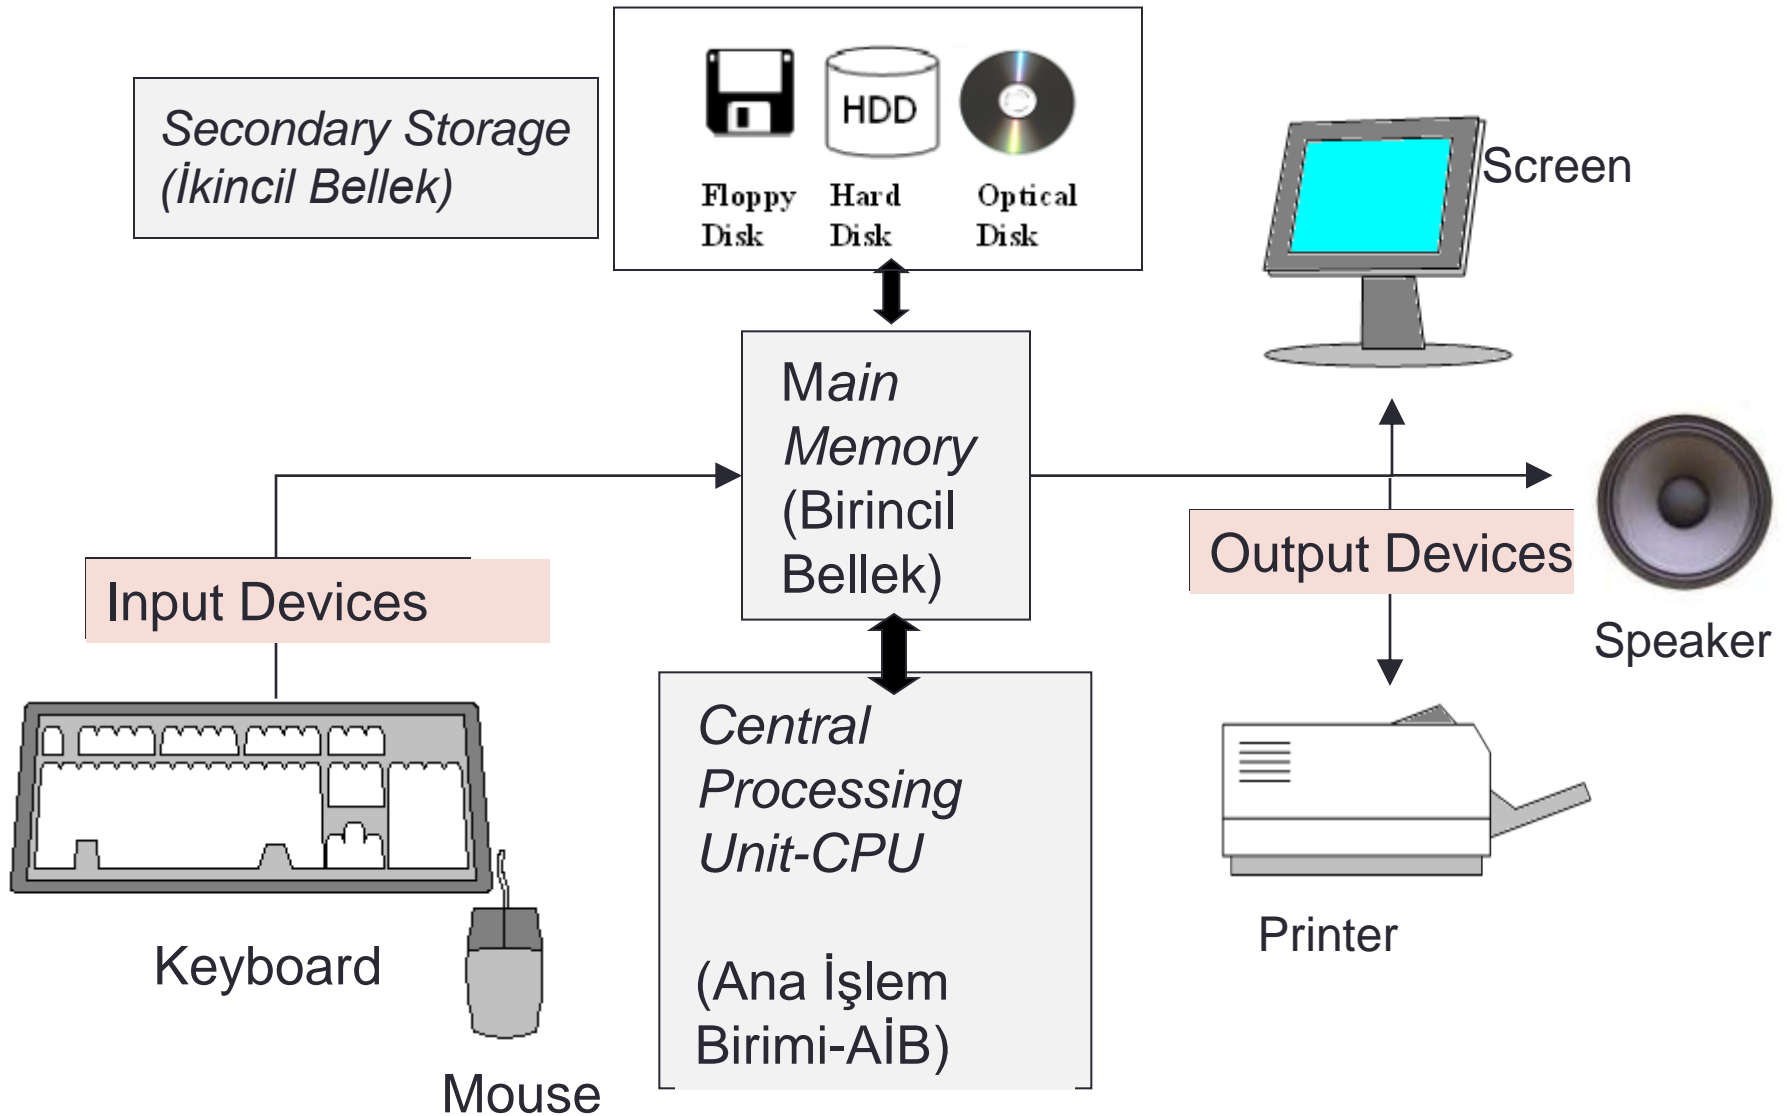 Secondary Storage
(İkincil Bellek)
HDD
Floppy Disk
Hard Disk
Optical Disk
Screen
Main
Memory
(Birincil
Bellek)
Input Devices
Output Devices
Speaker
Central
Processing
Unit-CPU
(Ana İşlem
Birimi-AİB)
Keyboard
Mouse
Printer